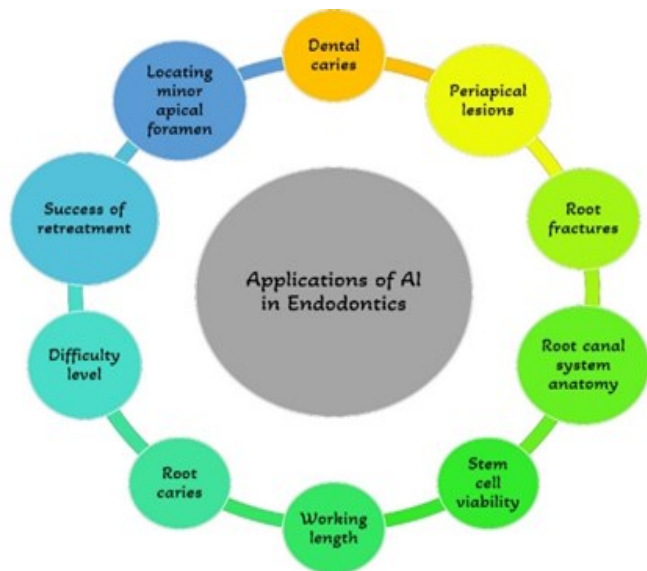 Dental
caries
Periapical
lesions
Root
fractures
Root canal
system
anatomy
Stem
cell
viability
Working
length
Root
caries
Difficulty
level
Success of
retreatment
Locating
minor
apical
foramen
Applications of AI
in Endodontics